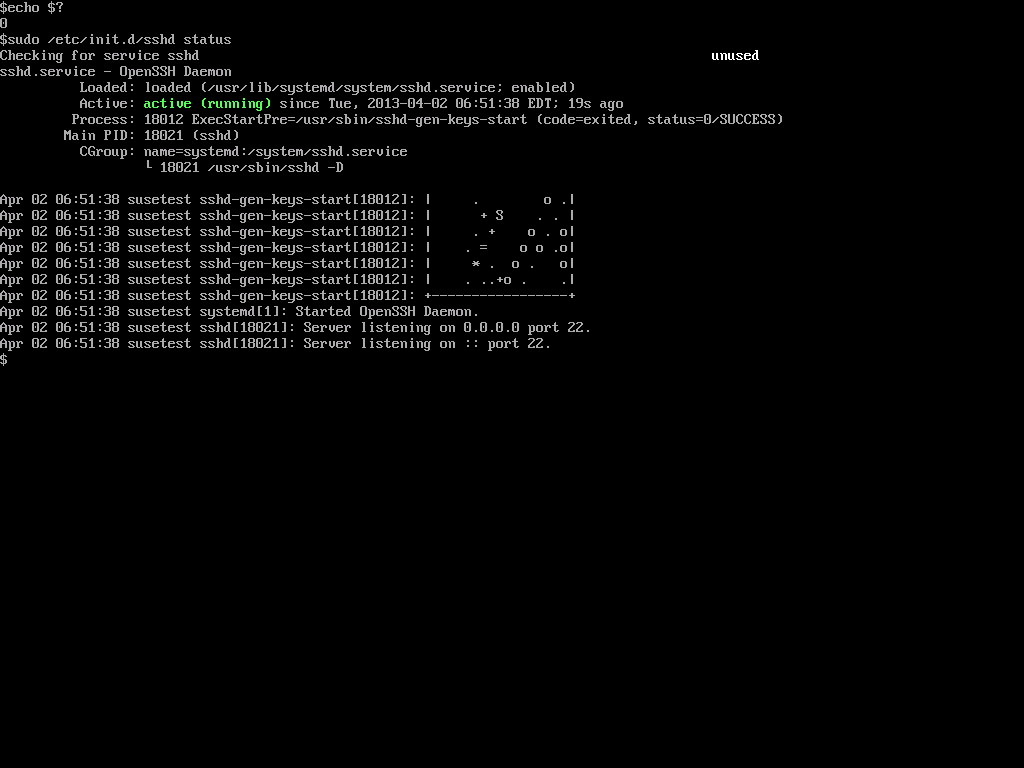 $echo $?
0
$sudo /etc/init.d/sshd status
Checking for service sshd                                                                unused
sshd.service - OpenSSH Daemon
          Loaded: loaded (/usr/lib/systemd/system/sshd.service; enabled)
          Active: active (running) since Tue, 2013-04-02 06:51:38 EDT; 19s ago
         Process: 18012 ExecStartPre=/usr/sbin/sshd-gen-keys-start (code=exited, status=0/SUCCESS)
        Main PID: 18021 (sshd)
          CGroup: name=systemd:/system/sshd.service
                  └ 18021 /usr/sbin/sshd -D

Apr 02 06:51:38 susetest sshd-gen-keys-start[18012]: |     .        o .|
Apr 02 06:51:38 susetest sshd-gen-keys-start[18012]: |      + S    . . |
Apr 02 06:51:38 susetest sshd-gen-keys-start[18012]: |     . +    o . o|
Apr 02 06:51:38 susetest sshd-gen-keys-start[18012]: |    . =    o o .o|
Apr 02 06:51:38 susetest sshd-gen-keys-start[18012]: |     * .  o .   o|
Apr 02 06:51:38 susetest sshd-gen-keys-start[18012]: |    . ..+o .    .|
Apr 02 06:51:38 susetest sshd-gen-keys-start[18012]: +-----------------+
Apr 02 06:51:38 susetest systemd[1]: Started OpenSSH Daemon.
Apr 02 06:51:38 susetest sshd[18021]: Server listening on 0.0.0.0 port 22.
Apr 02 06:51:38 susetest sshd[18021]: Server listening on :: port 22.
$